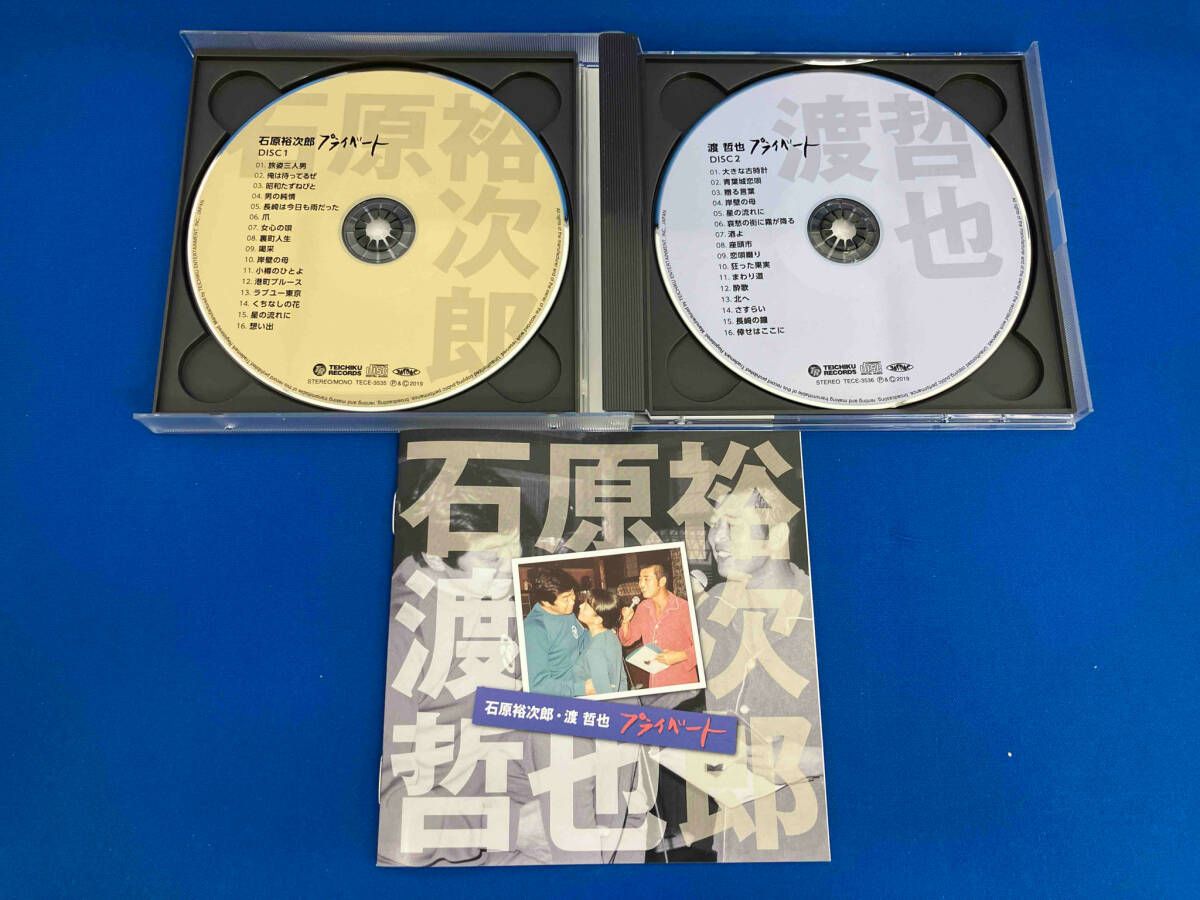 石原裕次郎
石原裕次郎 プライベート
DISC 1
01. 旅姿三人男
02. 俺は待ってるぜ
03. 昭和たずねびと
04. 男の純情
05. 長崎は今日も雨だった
06. 爪
07. 女心の唄
08. 裏町人生
09. 喝采
10. 岸壁の母
11. 小樽のひとよ
12. 港町ブルース
13. ラブユー東京
14. くちなしの花
15. 星の流れに
16. 想い出
TEICHIKU RECORDS
STEREO/MONO TECE-3535 Ⓟ&Ⓒ2019
渡哲也
渡 哲也 プライベート
DISC 2
01. 大きな古時計
02. 青葉城恋唄
03. 贈る言葉
04. 岸壁の母
05. 星の流れに
06. 哀愁の街に霧が降る
07. 酒よ
08. 座頭市
09. 恋唄綴り
10. 狂った果実
11. まわり道
12. 酔歌
13. 北へ
14. さすらい
15. 長崎の鐘
16. 倖せはここに
TEICHIKU RECORDS
STEREO TECE-3536 Ⓟ&Ⓒ2019
石原裕
渡 次
哲也郎
石原裕次郎・渡 哲也 プライベート